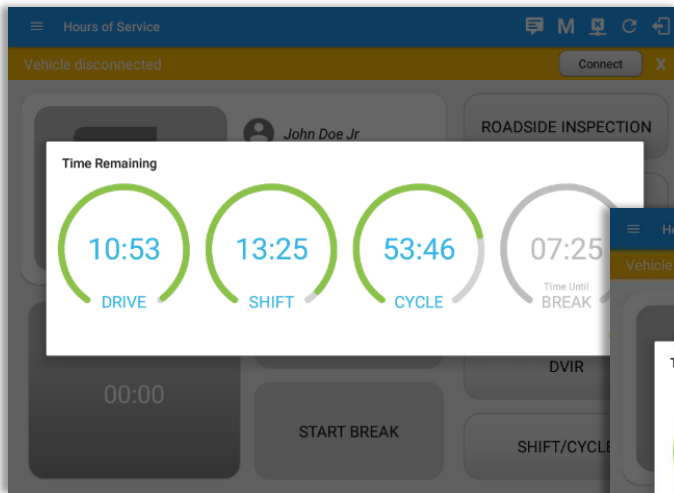 Hours of Service
M
Vehicle disconnected
Connect
X
John Doe Jr
ROADSIDE INSPECTION
Time Remaining
10:53
DRIVE
13:25
SHIFT
53:46
CYCLE
07:25
Time Until
BREAK
DVIR
00:00
START BREAK
SHIFT/CYCL
Vehicle